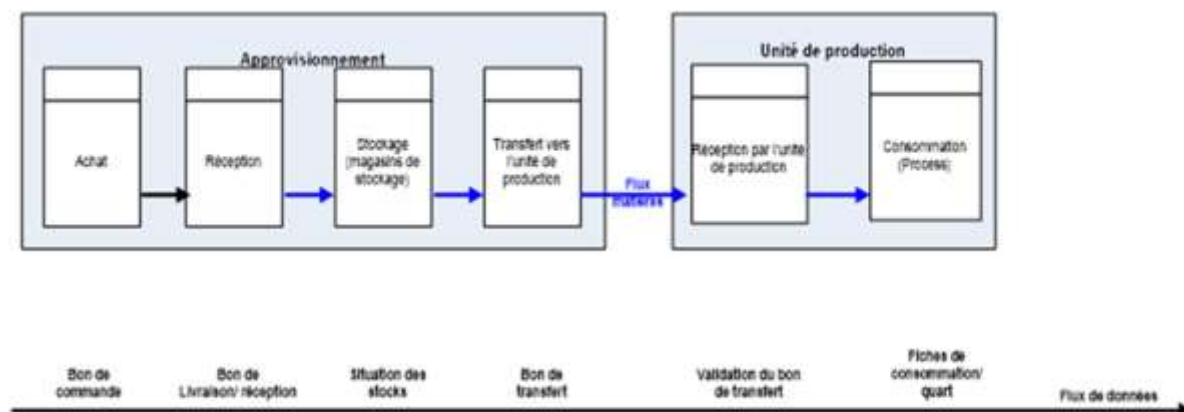 Approvisionnement
Unité de production
Achat
Réception
Stockage
(magasins de
stockage)
Transfert vers
l'unité de
production
Flux
matières
Réception par l'unité
de production
Consommation
(Process)
Bon de
commande
Bon de
Livraison/ réception
Situation des
stocks
Bon de
transfert
Validation du bon
de transfert
Fiches de
consommation/
quart
Flux de données